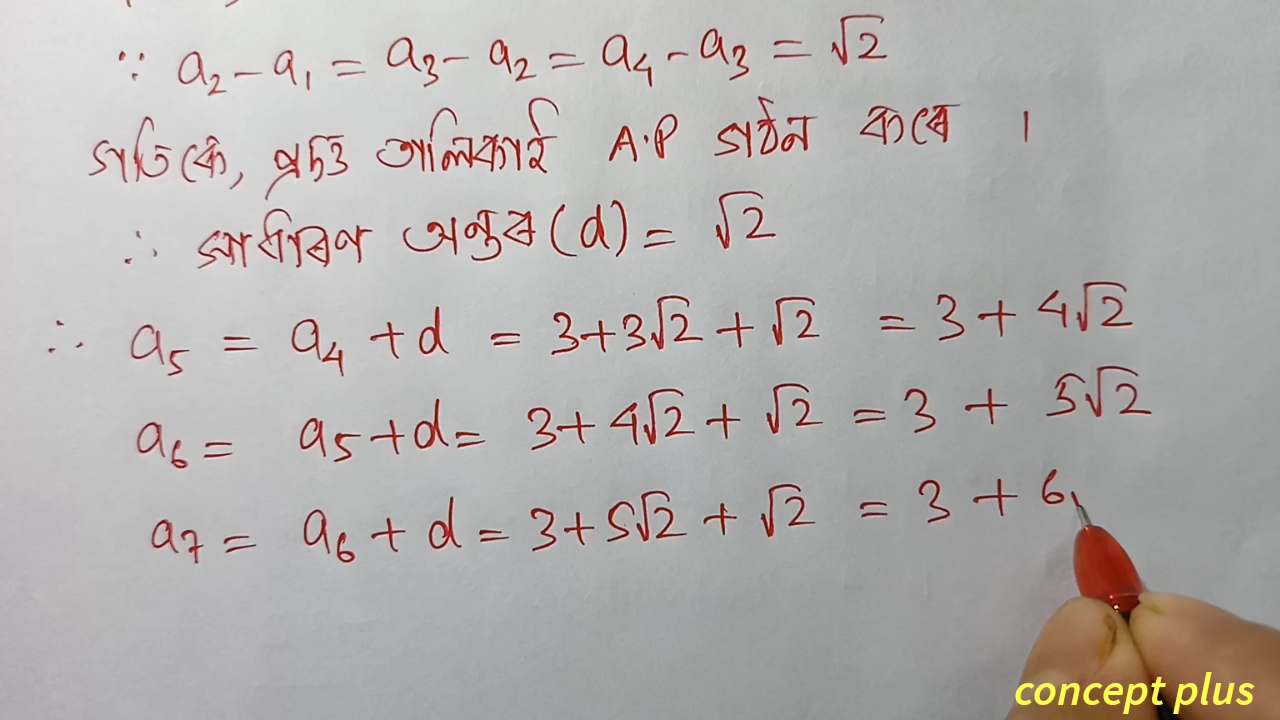 ∵ a₂ - a₁ = a₃ - a₂ = a₄ - a₃ = √2
গতিকে, প্ৰদত্ত তালিকাই A.P গঠন কৰে ।
∴ সাধাৰণ অন্তৰ (d) = √2
∴ a₅ = a₄ + d = 3+3√2 + √2 = 3 + 4√2
a₆ = a₅ + d = 3+4√2 + √2 = 3 + 5√2
a₇ = a₆ + d = 3+5√2 + √2 = 3 + 6
concept plus